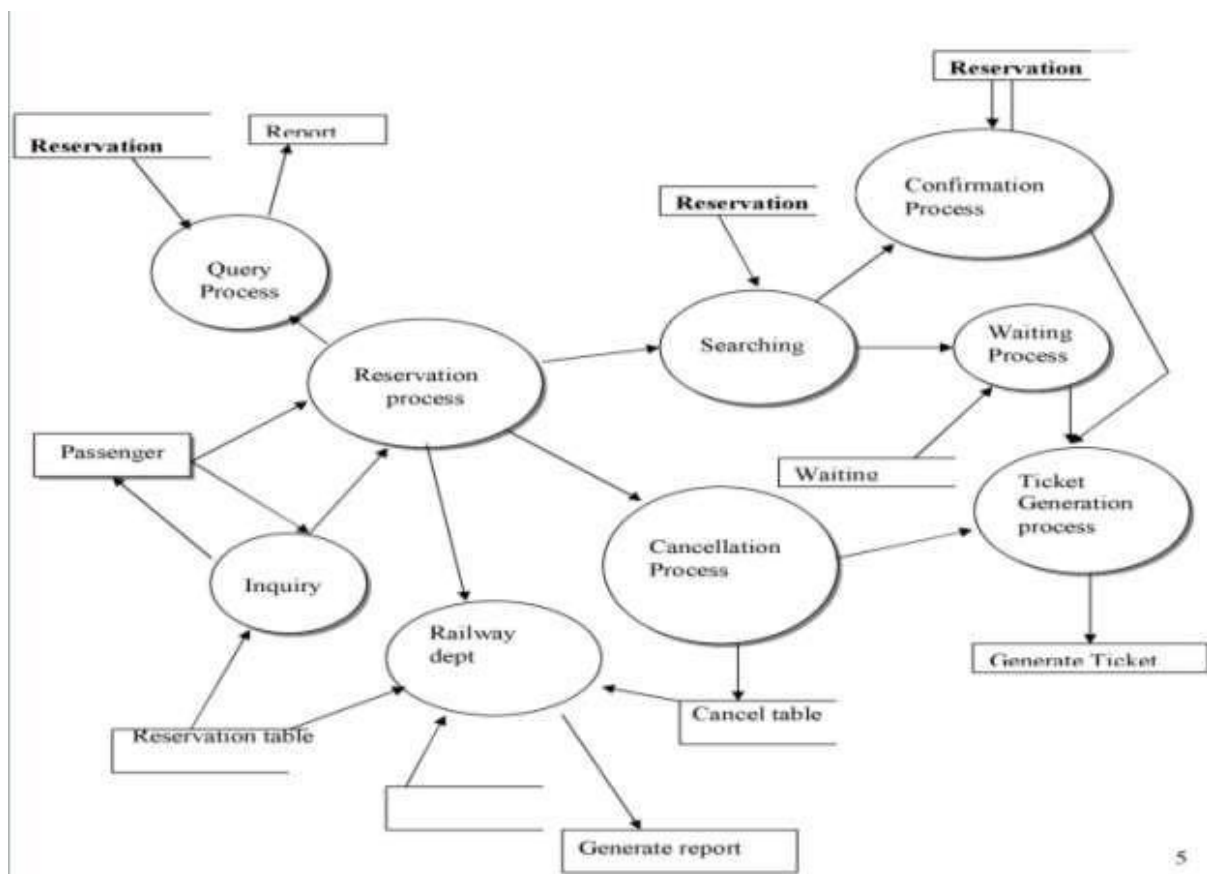 Reservation
Report
Reservation
Reservation
Confirmation
Process
Query
Process
Searching
Waiting
Process
Reservation
process
Passenger
Waiting
Ticket
Generation
process
Cancellation
Process
Inquiry
Railway
dept
Generate Ticket
Cancel table
Reservation table
Generate report
5